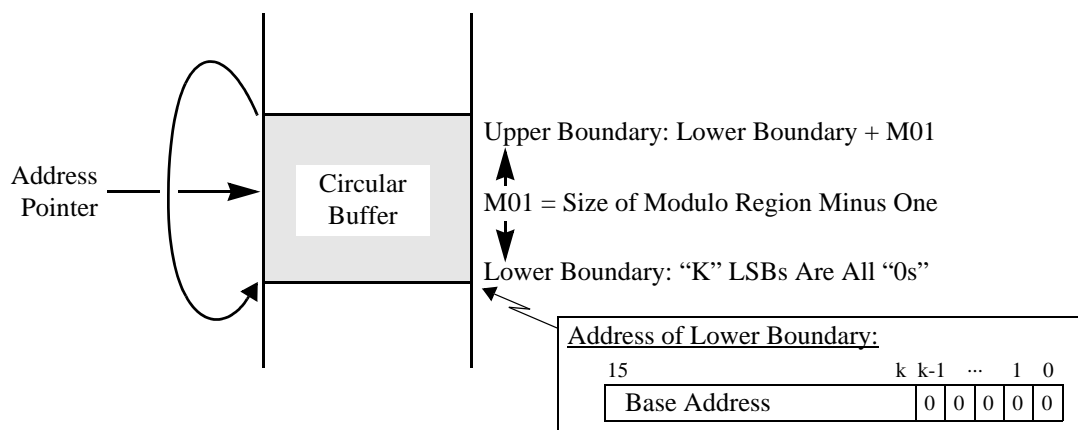 Upper Boundary: Lower Boundary + M01
Address
Pointer
Circular
Buffer
M01 = Size of Modulo Region Minus One
Lower Boundary: “K” LSBs Are All “0s”
Address of Lower Boundary:
15 k k-1 ... 1 0
Base Address 0 0 0 0 0